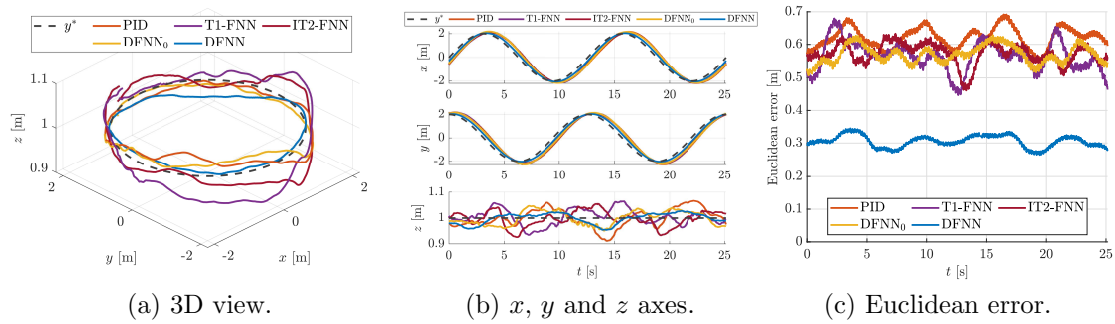 y* PID T1-FNN IT2-FNN
DFNN₀ DFNN
1.1
1
0.9
z [m]
2
0
-2
y [m]
-2
0
2
x [m]
(a) 3D view.
y* PID T1-FNN IT2-FNN DFNN₀ DFNN
2
0
-2
x [m]
0 5 10 15 20 25
2
0
-2
y [m]
0 5 10 15 20 25
1.1
1
0.9
z [m]
0 5 10 15 20 25
t [s]
(b) x, y and z axes.
0.7
0.6
0.5
0.4
0.3
0.2
0.1
0
Euclidean error [m]
PID T1-FNN IT2-FNN
DFNN₀ DFNN
0 5 10 15 20 25
t [s]
(c) Euclidean error.